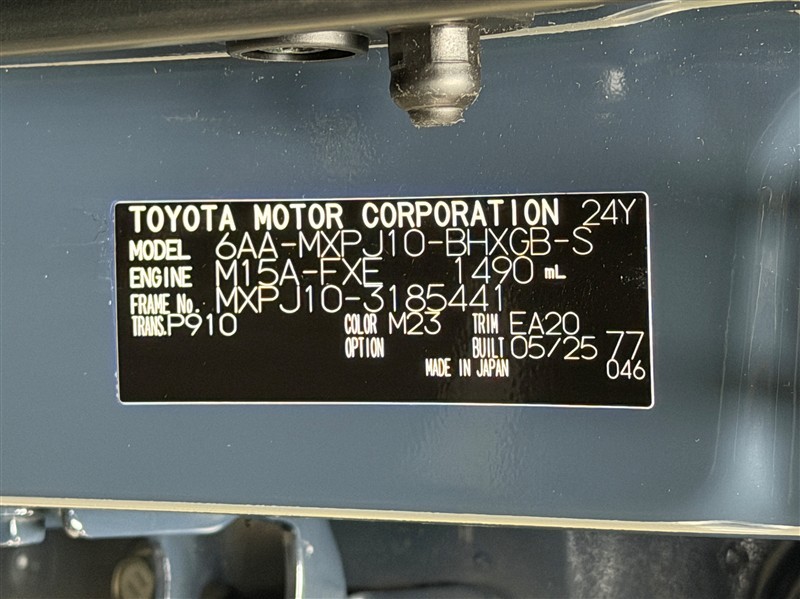 TOYOTA MOTOR CORPORATION 24Y
MODEL 6AA-MXPJ10-BHXGB-S
ENGINE M15A-FXE 1490 mL
FRAME No. MXPJ10-3185441
TRANS. P910 COLOR M23 TRIM EA20
OPTION BUILT 05/25 77
MADE IN JAPAN 046